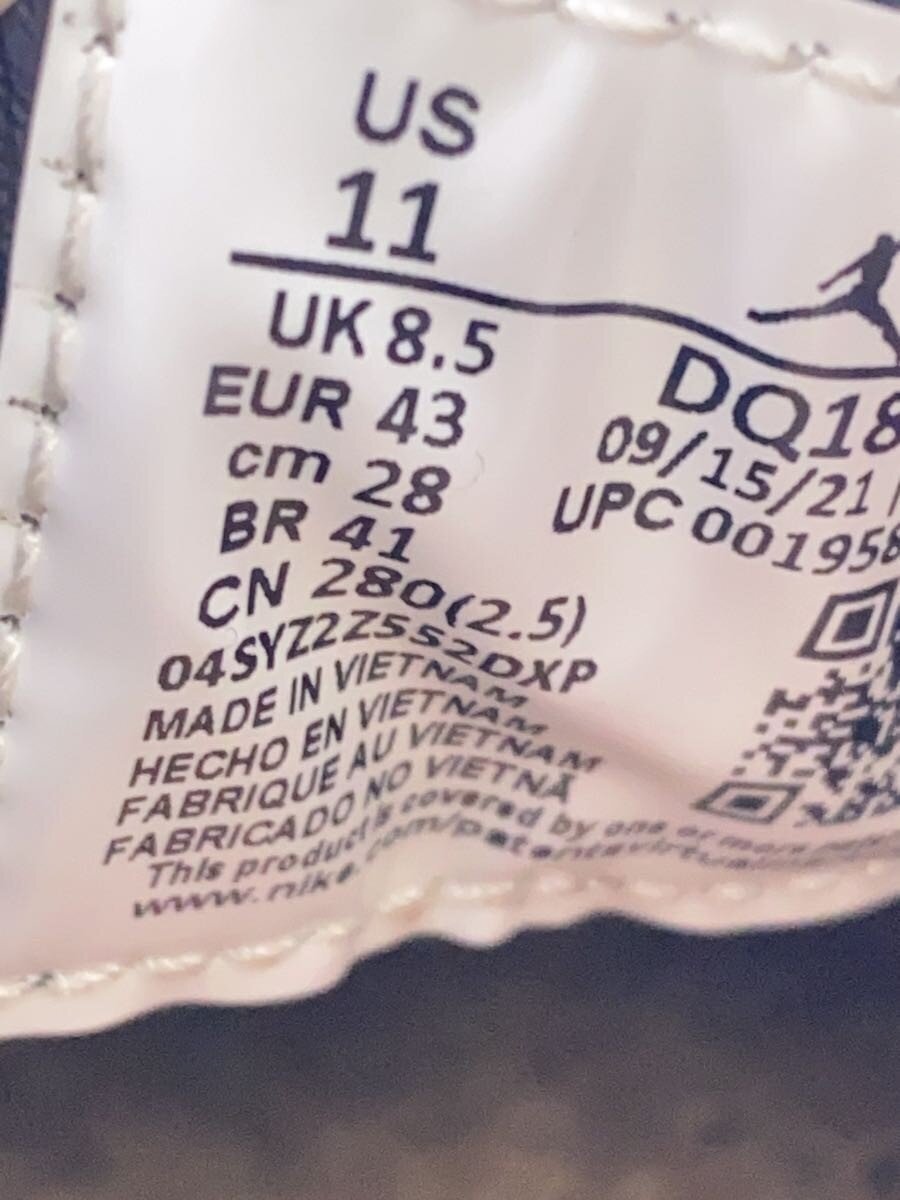 US
11
UK 8.5
EUR 43
cm 28
BR 41
CN 280(2.5)
04SYZ2Z5S2DXP
MADE IN VIETNAM
HECHO EN VIETNAM
FABRIQUE AU VIETNAM
FABRICADO NO VIETNÃ
This product is covered by one or more
www.nike.com/patents
DQ18
09/15/21
UPC 001958